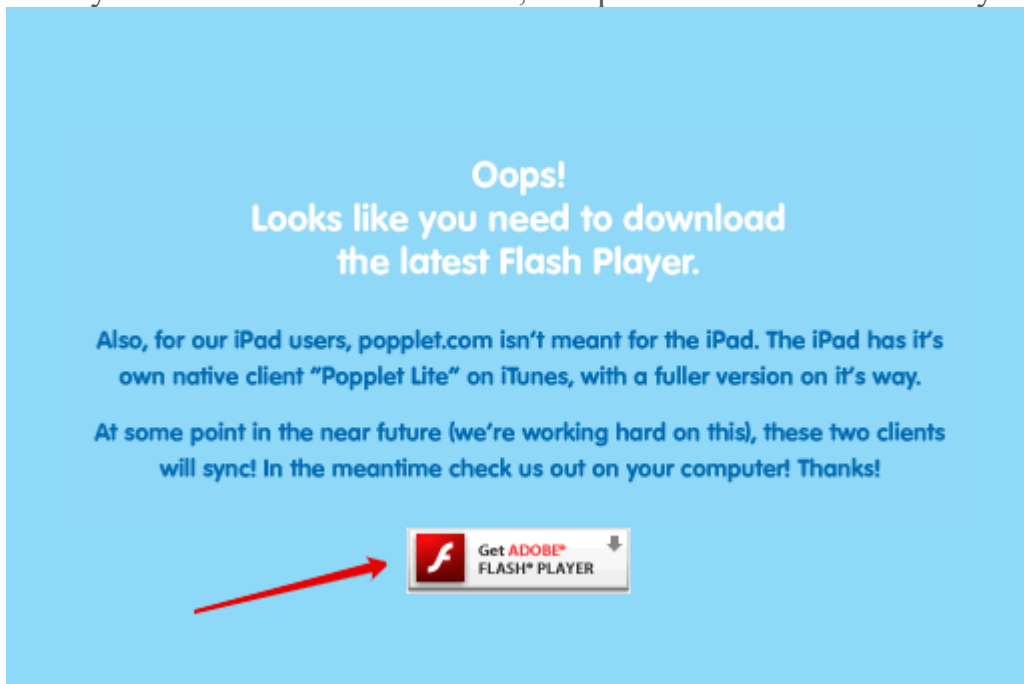 Oops!
Looks like you need to download
the latest Flash Player.
Also, for our iPad users, popplet.com isn't meant for the iPad. The iPad has it's
own native client "Popplet Lite" on iTunes, with a fuller version on it's way.
At some point in the near future (we're working hard on this), these two clients
will sync! In the meantime check us out on your computer! Thanks!
Get ADOBE®
FLASH® PLAYER